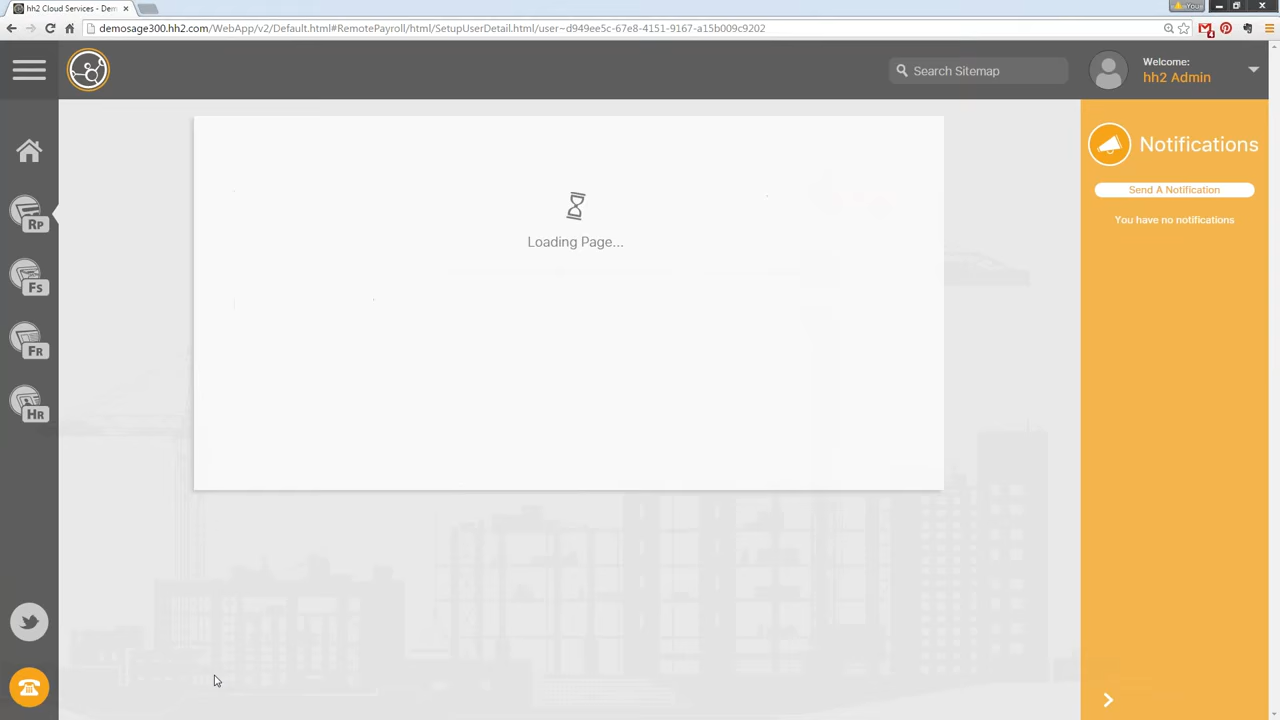 hh2 Cloud Services - Dem
You
demosage300.hh2.com/WebApp/v2/Default.html#RemotePayroll/html/SetupUserDetail.html/user~d949ee5c-67e8-4151-9167-a15b009c9202
4
Search Sitemap
Welcome:
hh2 Admin
Notifications
Send A Notification
You have no notifications
Loading Page...
RP
FS
FR
HR